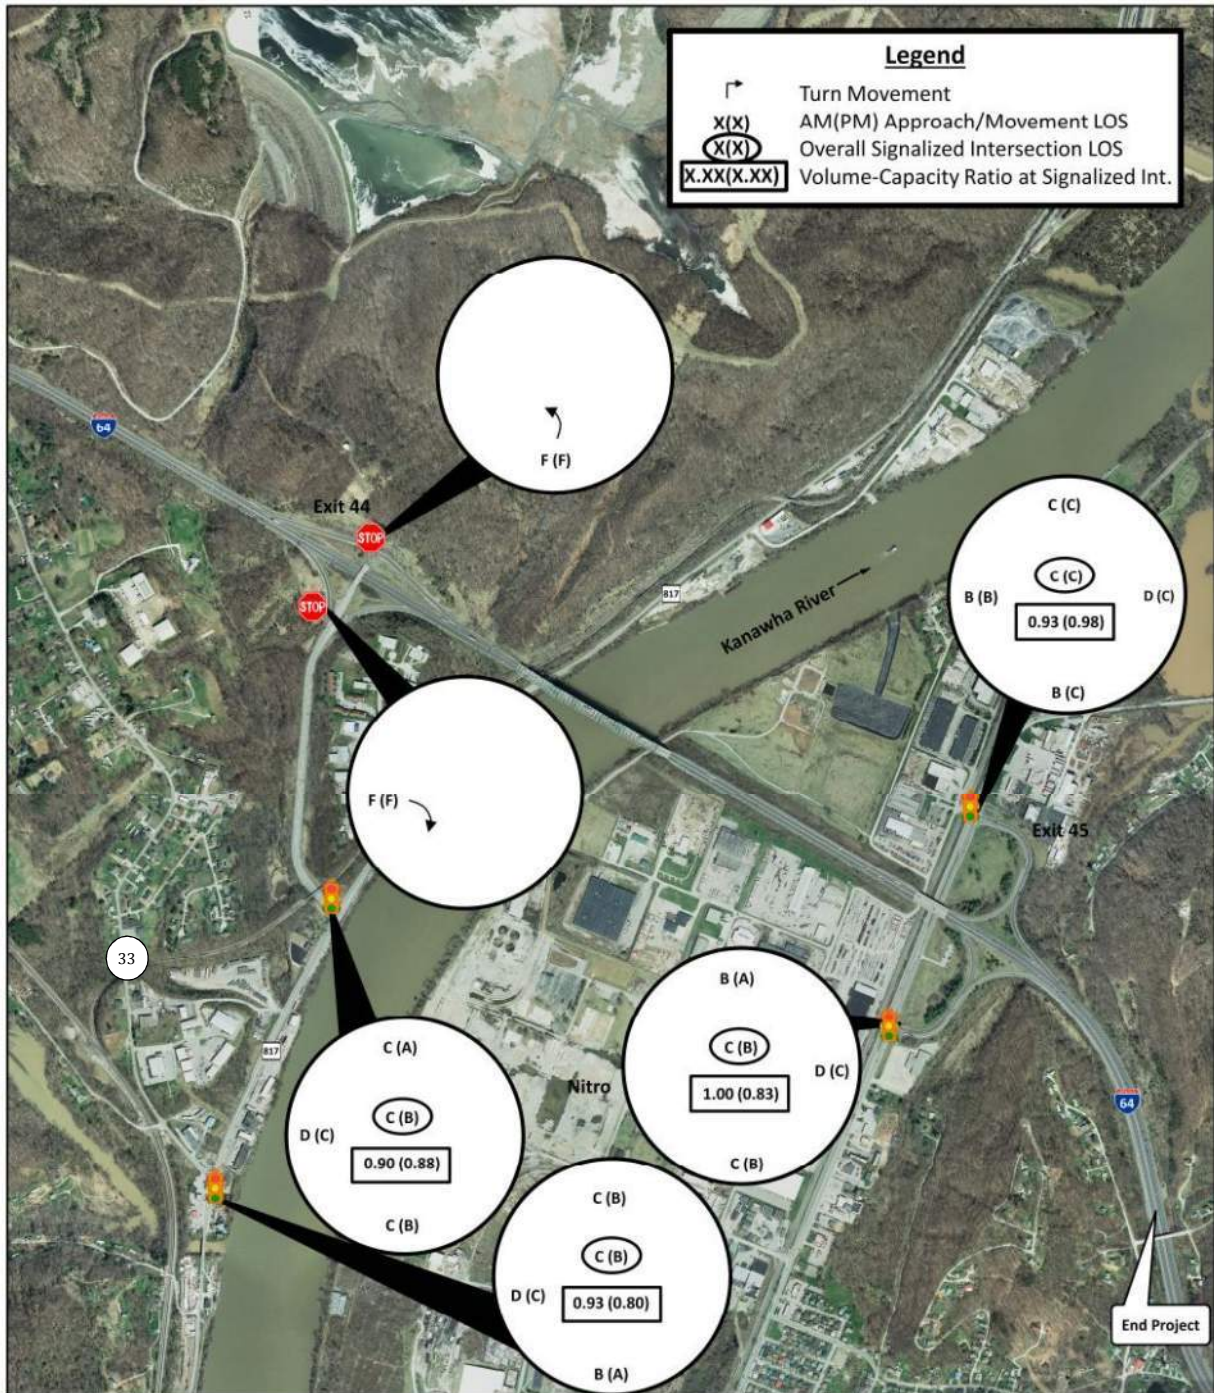 Legend
Turn Movement
X(X) AM(PM) Approach/Movement LOS
X(X) Overall Signalized Intersection LOS
X.XX(X.XX) Volume-Capacity Ratio at Signalized Int.
F (F)
64
Exit 44
STOP
STOP
817
Kanawha River
C (C)
C (C)
B (B)
D (C)
0.93 (0.98)
B (C)
F (F)
Exit 45
33
B (A)
C (B)
D (C)
1.00 (0.83)
C (B)
817
Nitro
C (A)
C (B)
D (C)
0.90 (0.88)
C (B)
64
C (B)
C (B)
D (C)
0.93 (0.80)
B (A)
End Project